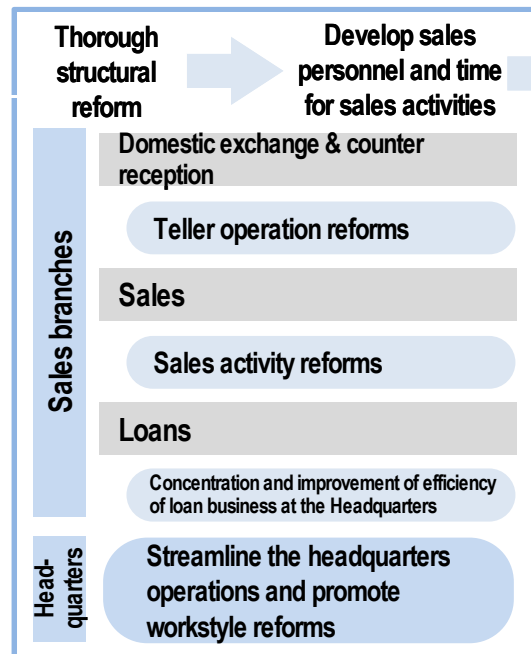 Thorough
structural
reform
Develop sales
personnel and time
for sales activities
Sales branches
Domestic exchange & counter
reception
Teller operation reforms
Sales
Sales activity reforms
Loans
Concentration and improvement of efficiency
of loan business at the Headquarters
Head-
quarters
Streamline the headquarters
operations and promote
workstyle reforms